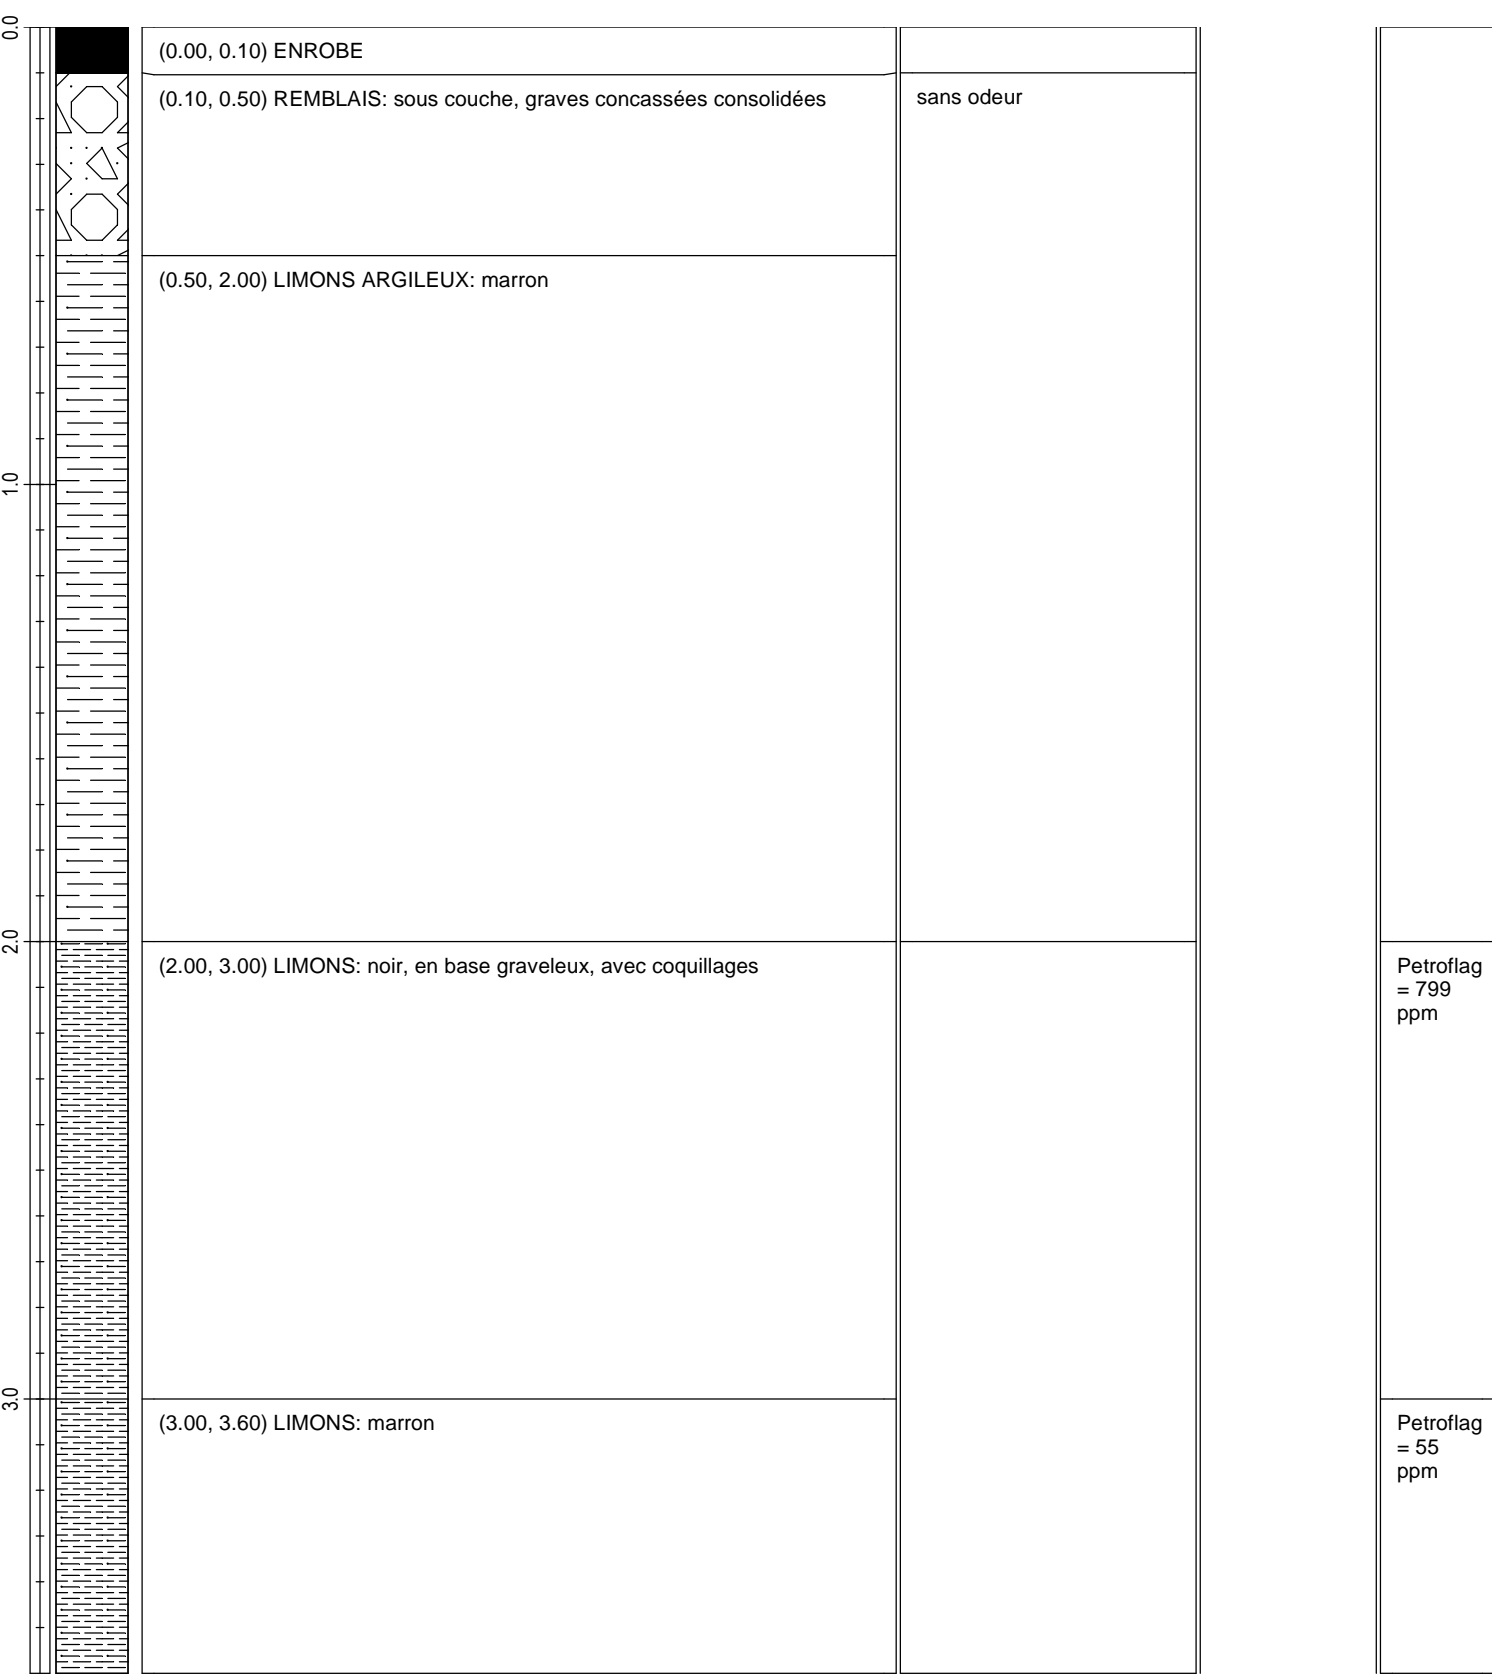 0.0
(0.00, 0.10) ENROBE
(0.10, 0.50) REMBLAIS: sous couche, graves concassées consolidées
sans odeur
(0.50, 2.00) LIMONS ARGILEUX: marron
1.0
2.0
(2.00, 3.00) LIMONS: noir, en base graveleux, avec coquillages
Petroflag
= 799
ppm
3.0
(3.00, 3.60) LIMONS: marron
Petroflag
= 55
ppm